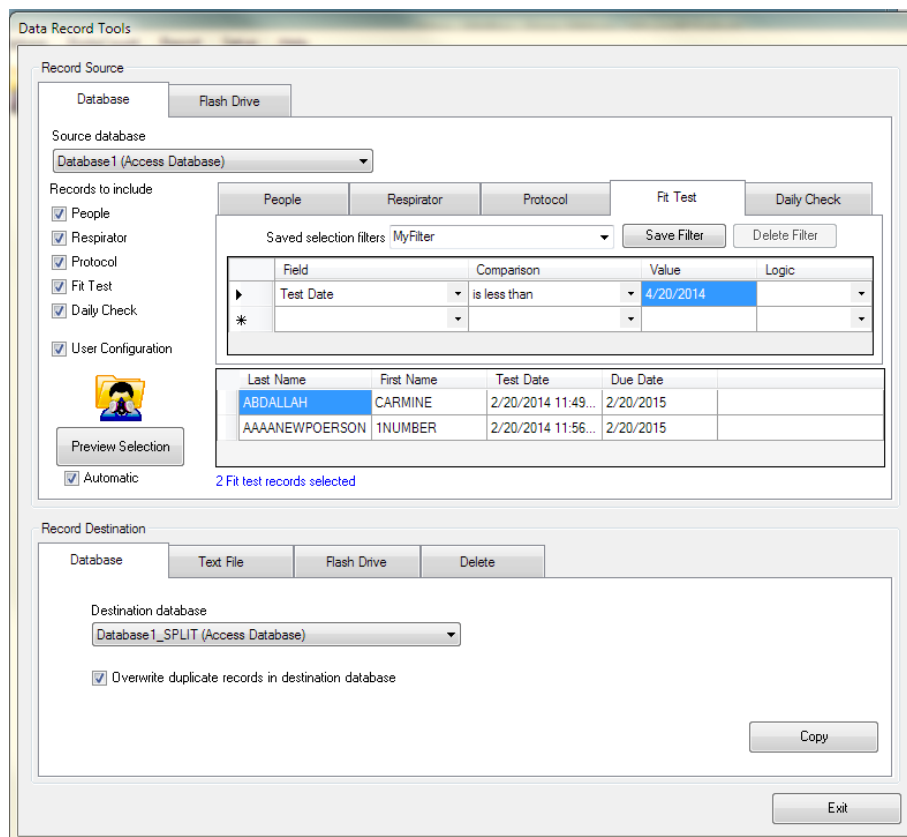 Data Record Tools
Record Source
Database Flash Drive
Source database
Database1 (Access Database)
Records to include
People
Respirator
Protocol
Fit Test
Daily Check
User Configuration
Preview Selection
Automatic
People Respirator Protocol Fit Test Daily Check
Saved selection filters MyFilter Save Filter Delete Filter
Field Comparison Value Logic
Test Date is less than 4/20/2014
Last Name First Name Test Date Due Date
ABDALLAH CARMINE 2/20/2014 11:49... 2/20/2015
AAAANEWPOERSON 1NUMBER 2/20/2014 11:56... 2/20/2015
2 Fit test records selected
Record Destination
Database Text File Flash Drive Delete
Destination database
Database1_SPLIT (Access Database)
Overwrite duplicate records in destination database
Copy
Exit